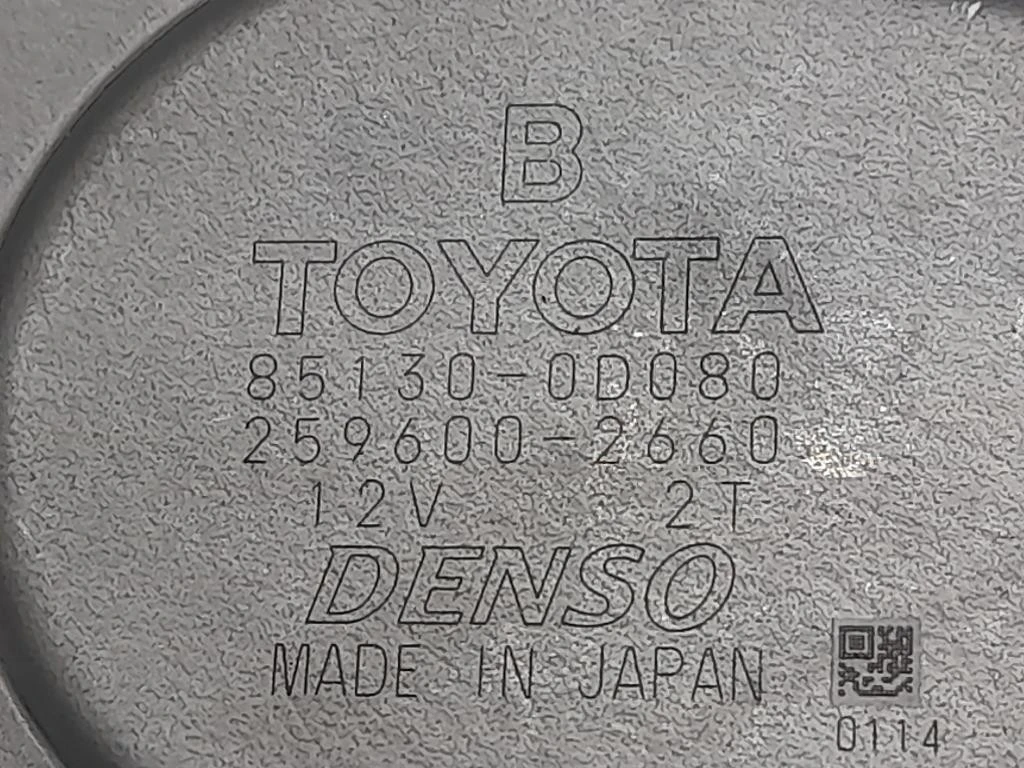 B
TOYOTA
85130-0D080
259600-2660
12V 2T
DENSO
MADE IN JAPAN
0114